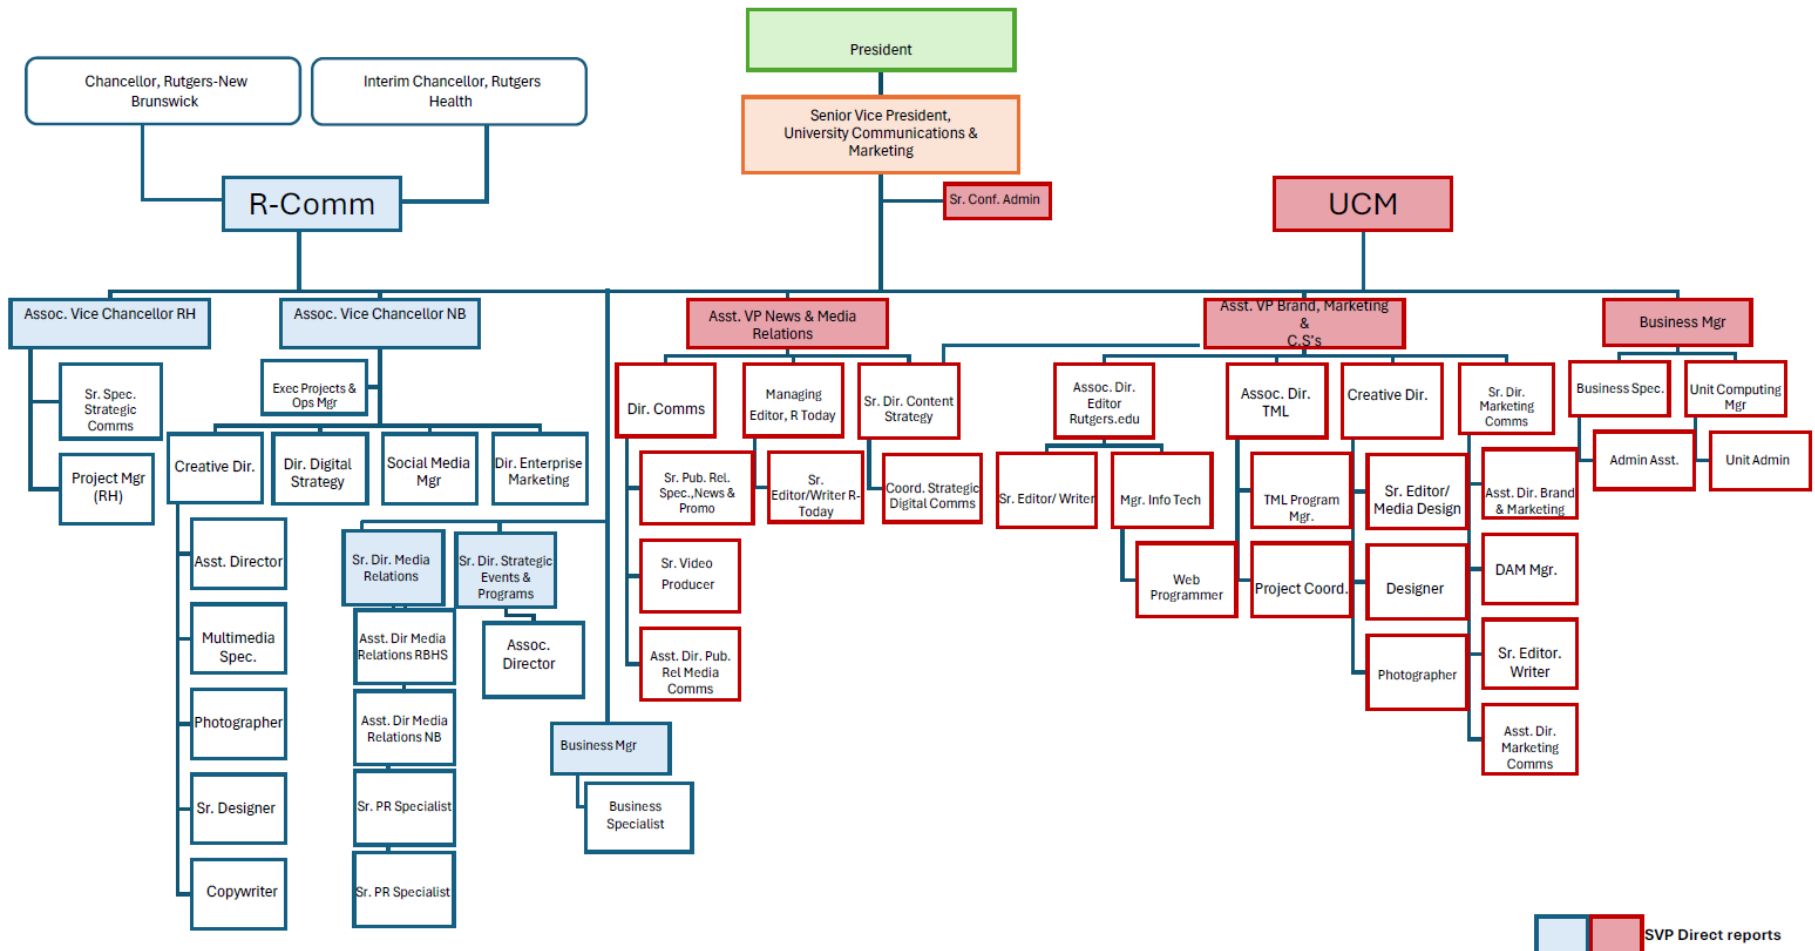 President
Chancellor, Rutgers-New
Brunswick
Interim Chancellor, Rutgers
Health
Senior Vice President,
University Communications &
Marketing
R-Comm
Sr. Conf. Admin
UCM
Assoc. Vice Chancellor RH
Assoc. Vice Chancellor NB
Asst. VP News & Media
Relations
Asst. VP Brand, Marketing
&
C.S's
Business Mgr
Sr. Spec.
Strategic
Comms
Project Mgr
(RH)
Exec Projects &
Ops Mgr
Creative Dir.
Dir. Digital
Strategy
Social Media
Mgr
Dir. Enterprise
Marketing
Asst. Director
Multimedia
Spec.
Photographer
Sr. Designer
Copywriter
Sr. Dir. Media
Relations
Sr. Dir. Strategic
Events &
Programs
Asst. Dir Media
Relations RBHS
Asst. Dir Media
Relations NB
Sr. PR Specialist
Sr. PR Specialist
Assoc.
Director
Business Mgr
Business
Specialist
Dir. Comms
Managing
Editor, R Today
Sr. Dir. Content
Strategy
Sr. Pub. Rel.
Spec.,News &
Promo
Sr.
Editor/Writer R-
Today
Coord. Strategic
Digital Comms
Sr. Video
Producer
Asst. Dir. Pub.
Rel Media
Comms
Assoc. Dir.
Editor
Rutgers.edu
Assoc. Dir.
TML
Creative Dir.
Sr. Dir.
Marketing
Comms
Sr. Editor/ Writer
Mgr. Info Tech
Web
Programmer
TML Program
Mgr.
Project Coord.
Sr. Editor/
Media Design
Designer
Photographer
Asst. Dir. Brand
& Marketing
DAM Mgr.
Sr. Editor.
Writer
Asst. Dir.
Marketing
Comms
Business Spec.
Unit Computing
Mgr
Admin Asst.
Unit Admin
SVP Direct reports